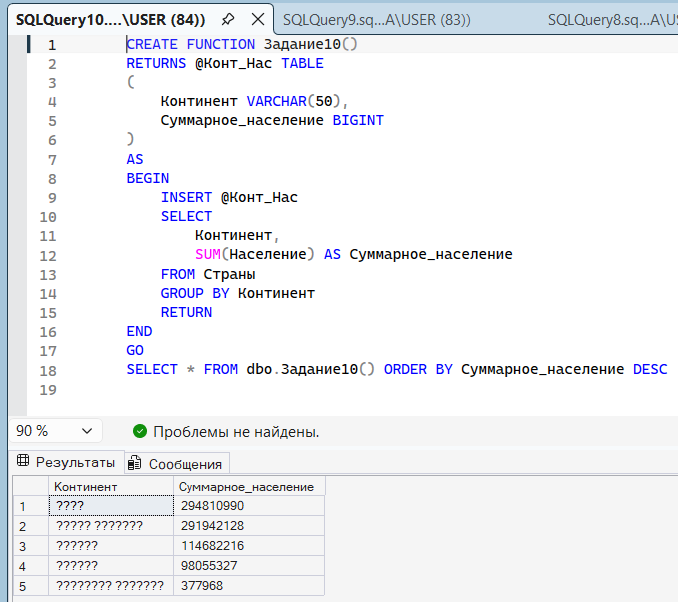 SQLQuery10....\USER (84)) SQLQuery9.sq...A\USER (83)) SQLQuery8.sq...A\US
1 CREATE FUNCTION Задание10()
2 RETURNS @Конт_Нас TABLE
3 (
4 Континент VARCHAR(50),
5 Суммарное_население BIGINT
6 )
7 AS
8 BEGIN
9 INSERT @Конт_Нас
10 SELECT
11 Континент,
12 SUM(Население) AS Суммарное_население
13 FROM Страны
14 GROUP BY Континент
15 RETURN
16 END
17 GO
18 SELECT * FROM dbo.Задание10() ORDER BY Суммарное_население DESC
19
90 % Проблемы не найдены.
Результаты Сообщения
Континент Суммарное_население
1 ???? 294810990
2 ????? ??????? 291942128
3 ?????? 114682216
4 ?????? 98055327
5 ???????? ??????? 377968